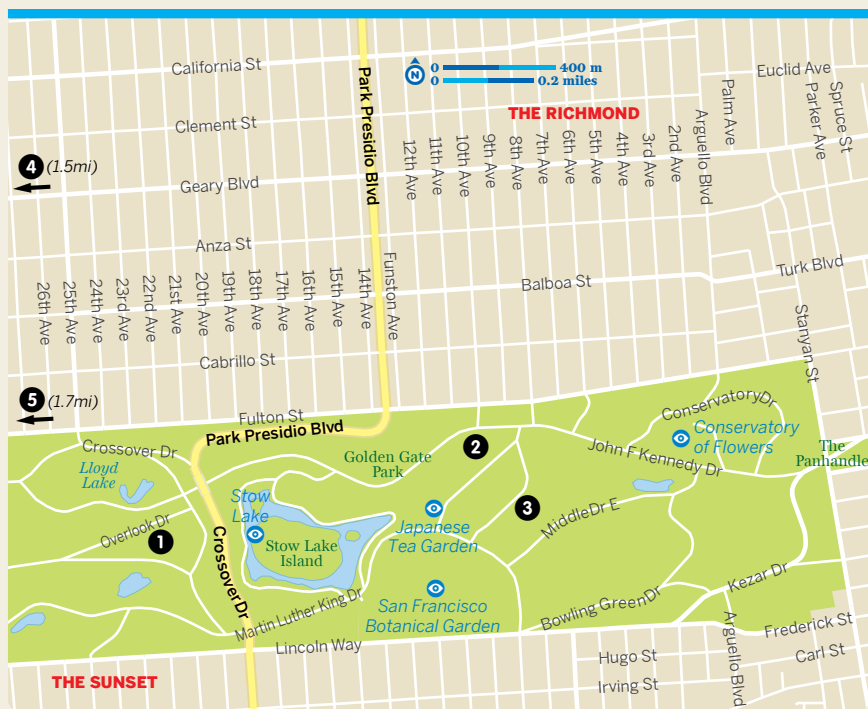 California St
Clement St
Geary Blvd
Anza St
Cabrillo St
Fulton St
Park Presidio Blvd
N
0
400 m
0
0.2 miles
THE RICHMOND
Euclid Ave
Palm Ave
Parker Ave
Spruce St
Arguello Blvd
12th Ave
11th Ave
10th Ave
9th Ave
8th Ave
7th Ave
6th Ave
5th Ave
4th Ave
3rd Ave
2nd Ave
4 (1.5mi)
26th Ave
25th Ave
24th Ave
23rd Ave
22nd Ave
21st Ave
20th Ave
19th Ave
18th Ave
17th Ave
16th Ave
15th Ave
14th Ave
Funston Ave
Balboa St
Turk Blvd
Stanyan St
5 (1.7mi)
Park Presidio Blvd
Crossover Dr
Lloyd
Lake
Golden Gate
Park
2
Conservatory Dr
Conservatory
of Flowers
John F Kennedy Dr
The
Panhandle
Stow
Lake
Stow Lake
Island
Overlook Dr
1
Crossover Dr
3
Japanese
Tea Garden
Middle Dr E
San Francisco
Botanical Garden
Martin Luther King Dr
Bowling Green Dr
Kezar Dr
Lincoln Way
Arguello Blvd
Frederick St
Carl St
Hugo St
Irving St
THE SUNSET